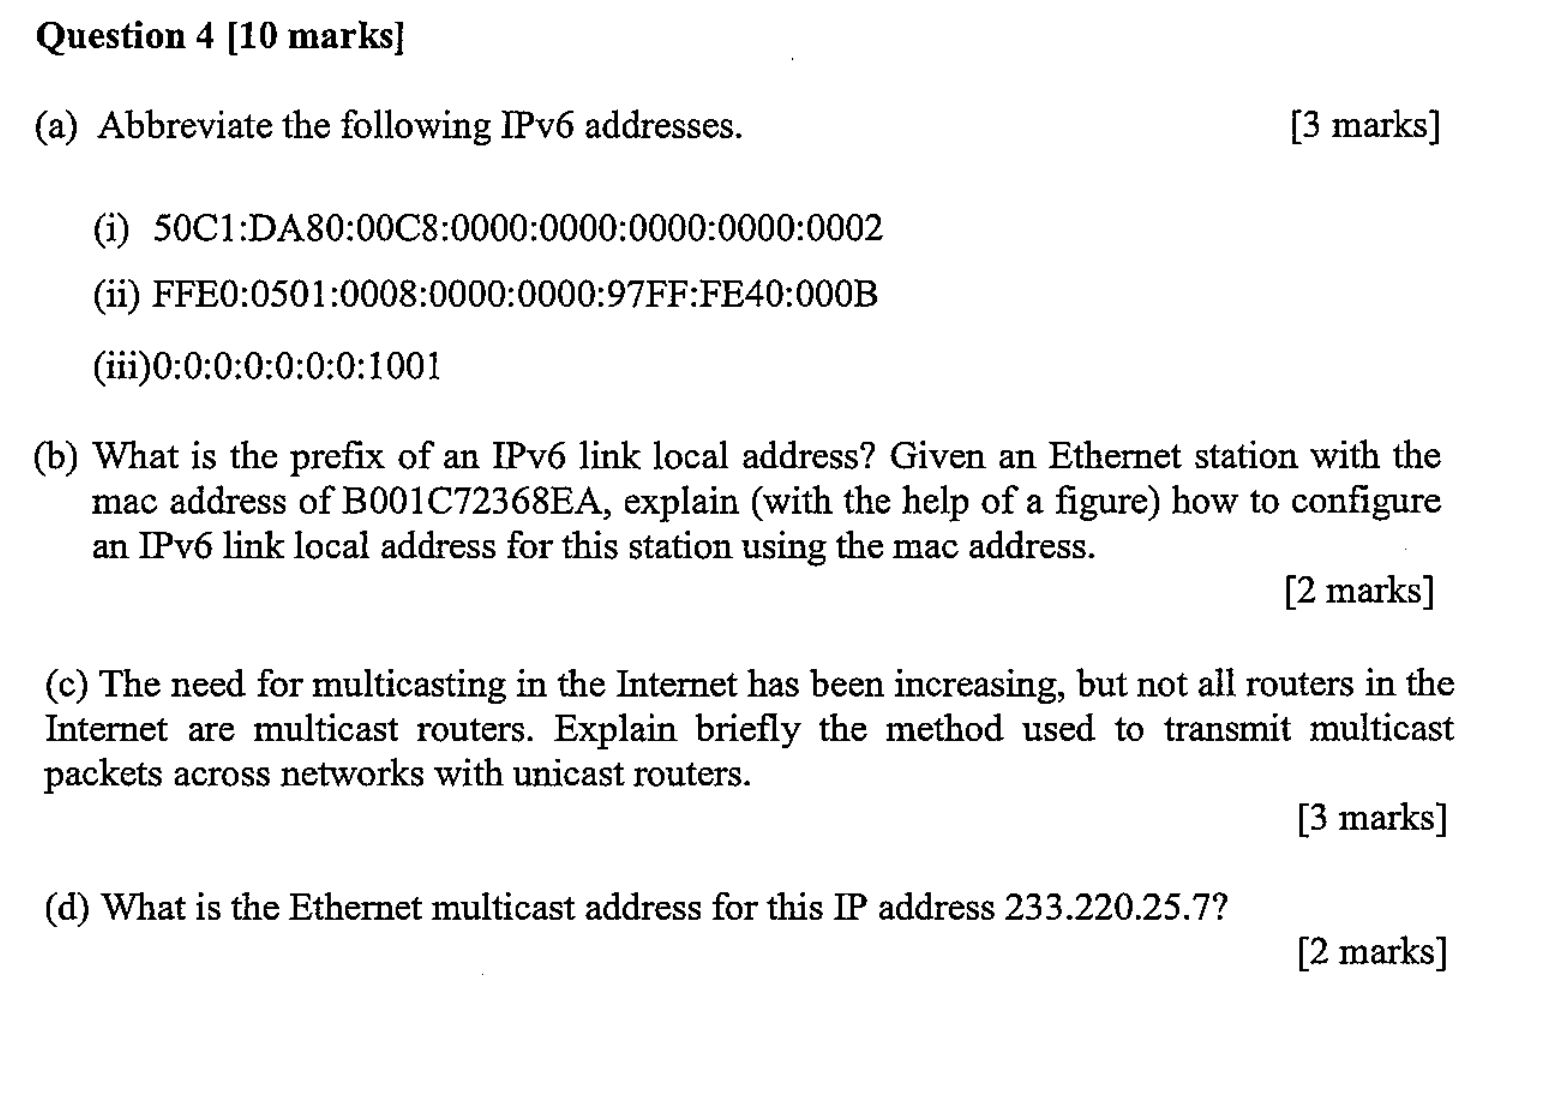 Question 4 [10 marks]
(a) Abbreviate the following IPv6 addresses. [3 marks]
(i) 50C1:DA80:00C8:0000:0000:0000:0000:0002
(ii) FFE0:0501:0008:0000:0000:97FF:FE40:000B
(iii)0:0:0:0:0:0:0:1001
(b) What is the prefix of an IPv6 link local address? Given an Ethernet station with the
mac address of B001C72368EA, explain (with the help of a figure) how to configure
an IPv6 link local address for this station using the mac address.
[2 marks]
(c) The need for multicasting in the Internet has been increasing, but not all routers in the
Internet are multicast routers. Explain briefly the method used to transmit multicast
packets across networks with unicast routers.
[3 marks]
(d) What is the Ethernet multicast address for this IP address 233.220.25.7?
[2 marks]